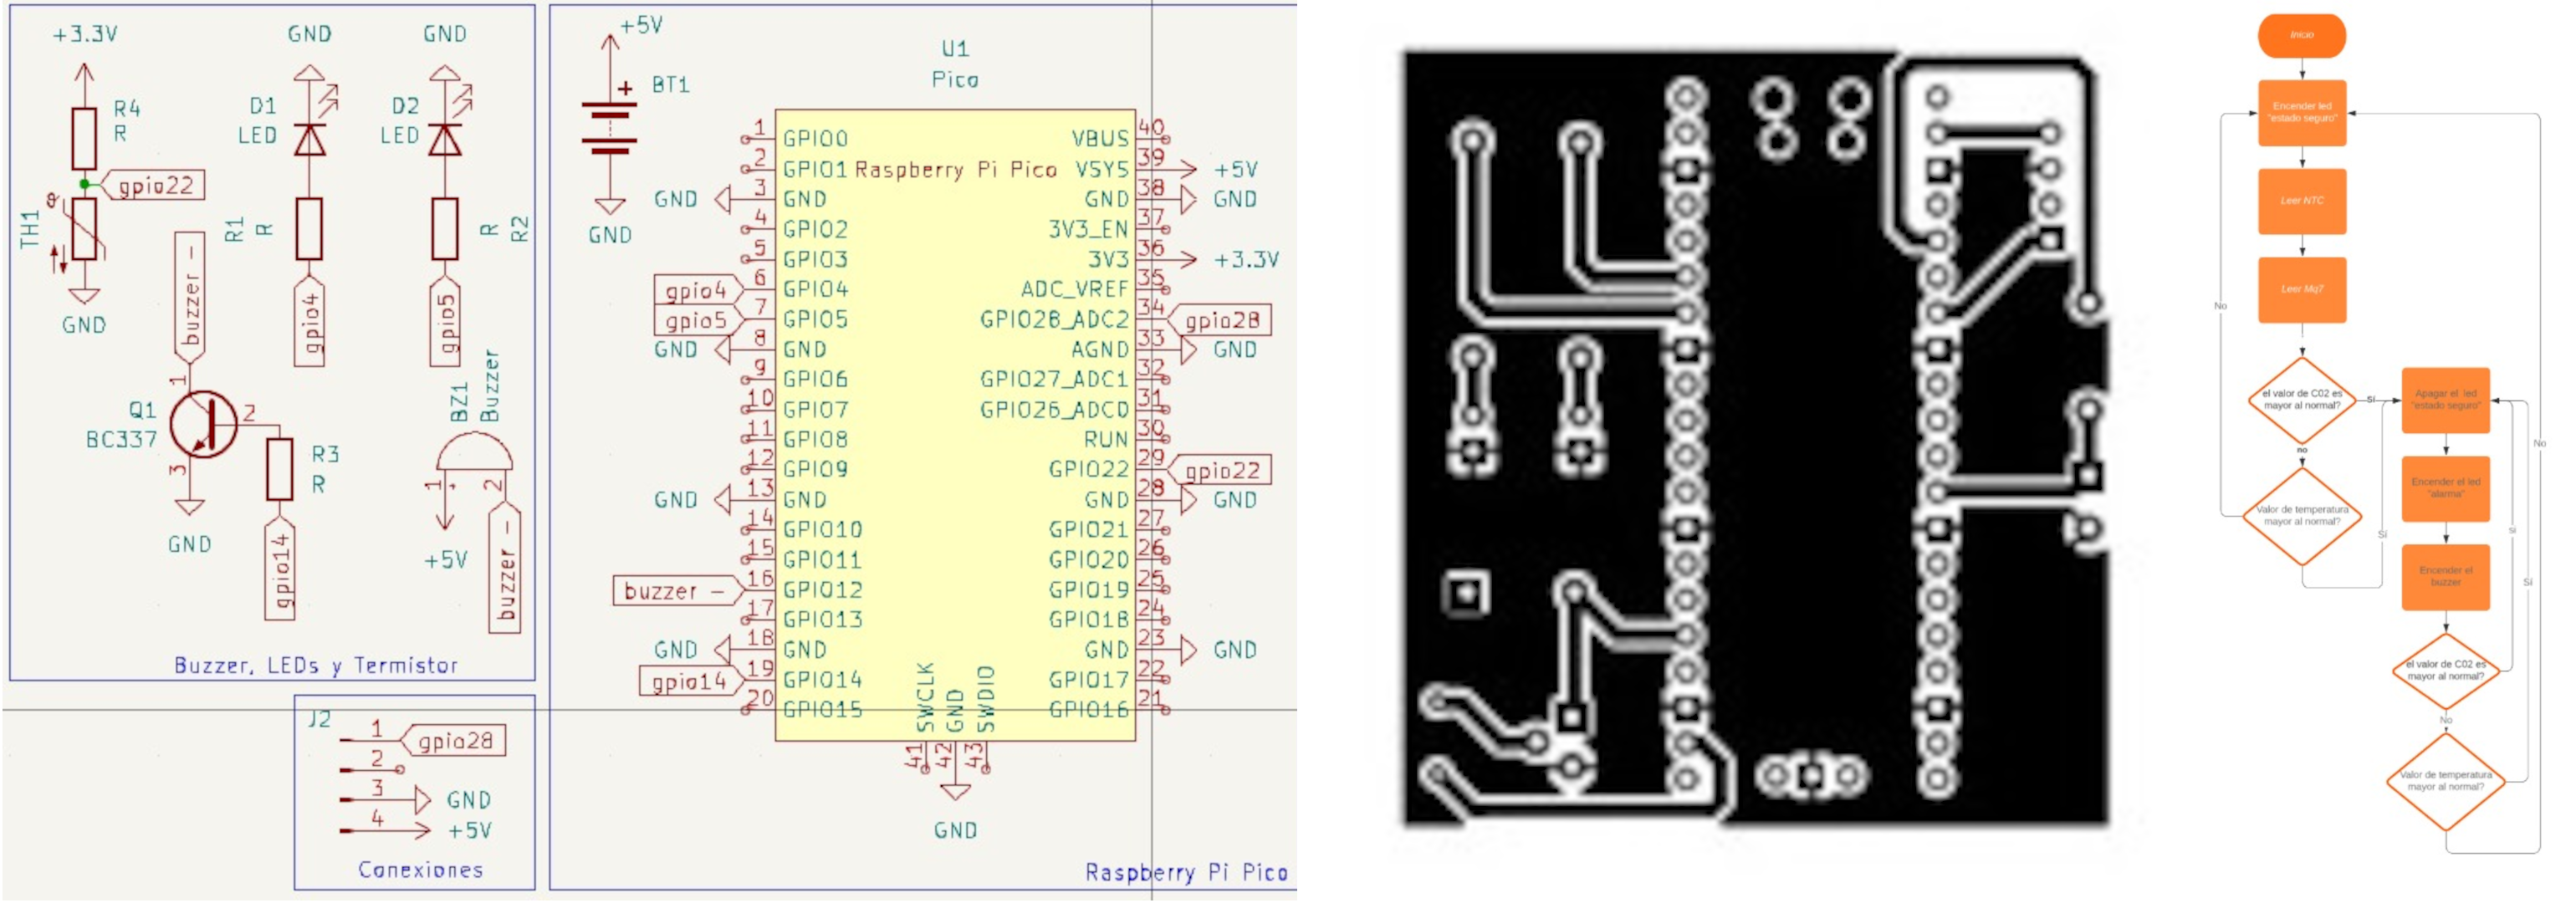 +3.3V
GND
GND
R4
R
gpio22
TH1
GND
D1
LED
D2
LED
R1
R
R
R2
gpio4
gpio5
buzzer -
1
Q1
BC337
2
3
GND
R3
R
gpio14
BZ1
Buzzer
1
2
+5V
buzzer -
Buzzer, LEDs y Termistor
J2
1
gpio28
2
3
GND
4
+5V
Conexiones
+5V
+
BT1
GND
U1
Pico
Raspberry Pi Pico
1 GPIO0
2 GPIO1
GND 3 GND
4 GPIO2
5 GPIO3
gpio4 6 GPIO4
gpio5 7 GPIO5
GND 8 GND
9 GPIO6
10 GPIO7
11 GPIO8
12 GPIO9
GND 13 GND
14 GPIO10
15 GPIO11
buzzer - 16 GPIO12
17 GPIO13
GND 18 GND
gpio14 19 GPIO14
20 GPIO15
VBUS 40
VSYS 39 +5V
GND 38 GND
3V3_EN 37
3V3 36 +3.3V
ADC_VREF 35
GPIO28_ADC2 34 gpio28
AGND 33 GND
GPIO27_ADC1 32
GPIO26_ADC0 31
RUN 30
GPIO22 29 gpio22
GND 28 GND
GPIO21 27
GPIO20 26
GPIO19 25
GPIO18 24
GND 23 GND
GPIO17 22
GPIO16 21
SWCLK
GND
SWDIO
41
42
43
GND
Raspberry Pi Pico
Inicio
Encender led
"estado seguro"
Leer NTC
Leer Mq7
el valor de C02 es
mayor al normal?
Si
no
Valor de temperatura
mayor al normal?
No
Si
Apagar el led
"estado seguro"
Encender el led
"alarma"
Encender el
buzzer
el valor de C02 es
mayor al normal?
si
No
Valor de temperatura
mayor al normal?
Si
No